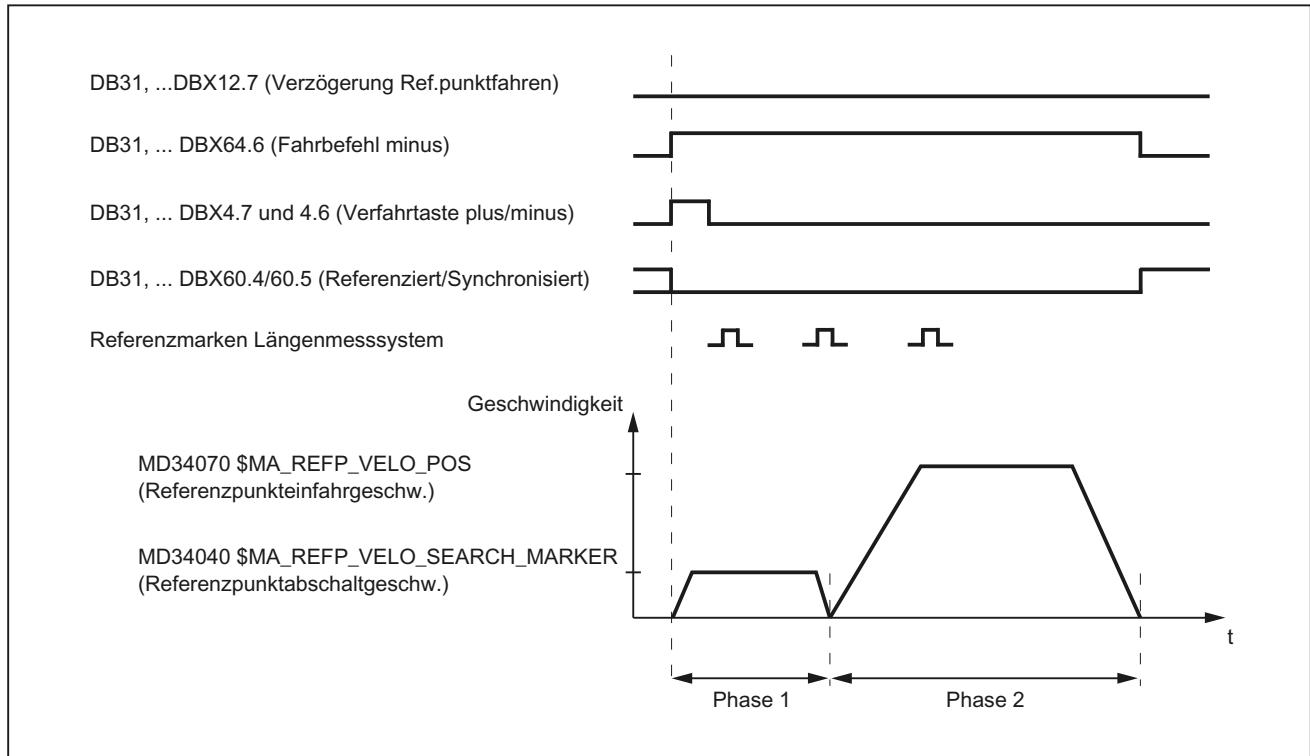 DB31, ...DBX12.7 (Verzögerung Ref.punktfahren)
DB31, ... DBX64.6 (Fahrbefehl minus)
DB31, ... DBX4.7 und 4.6 (Verfahrtaste plus/minus)
DB31, ... DBX60.4/60.5 (Referenziert/Synchronisiert)
Referenzmarken Längenmesssystem
Geschwindigkeit
MD34070 $MA_REFP_VELO_POS
(Referenzpunkteinfahrgeschw.)
MD34040 $MA_REFP_VELO_SEARCH_MARKER
(Referenzpunktabschaltgeschw.)
t
Phase 1
Phase 2